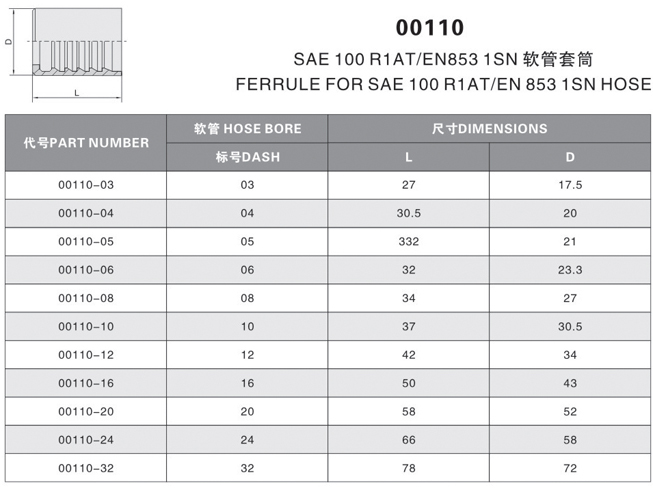 00110
SAE 100 R1AT/EN853 1SN 软管套筒
FERRULE FOR SAE 100 R1AT/EN 853 1SN HOSE
D
L
代号PART NUMBER 软管 HOSE BORE 尺寸DIMENSIONS
标号DASH L D
00110-03 03 27 17.5
00110-04 04 30.5 20
00110-05 05 332 21
00110-06 06 32 23.3
00110-08 08 34 27
00110-10 10 37 30.5
00110-12 12 42 34
00110-16 16 50 43
00110-20 20 58 52
00110-24 24 66 58
00110-32 32 78 72